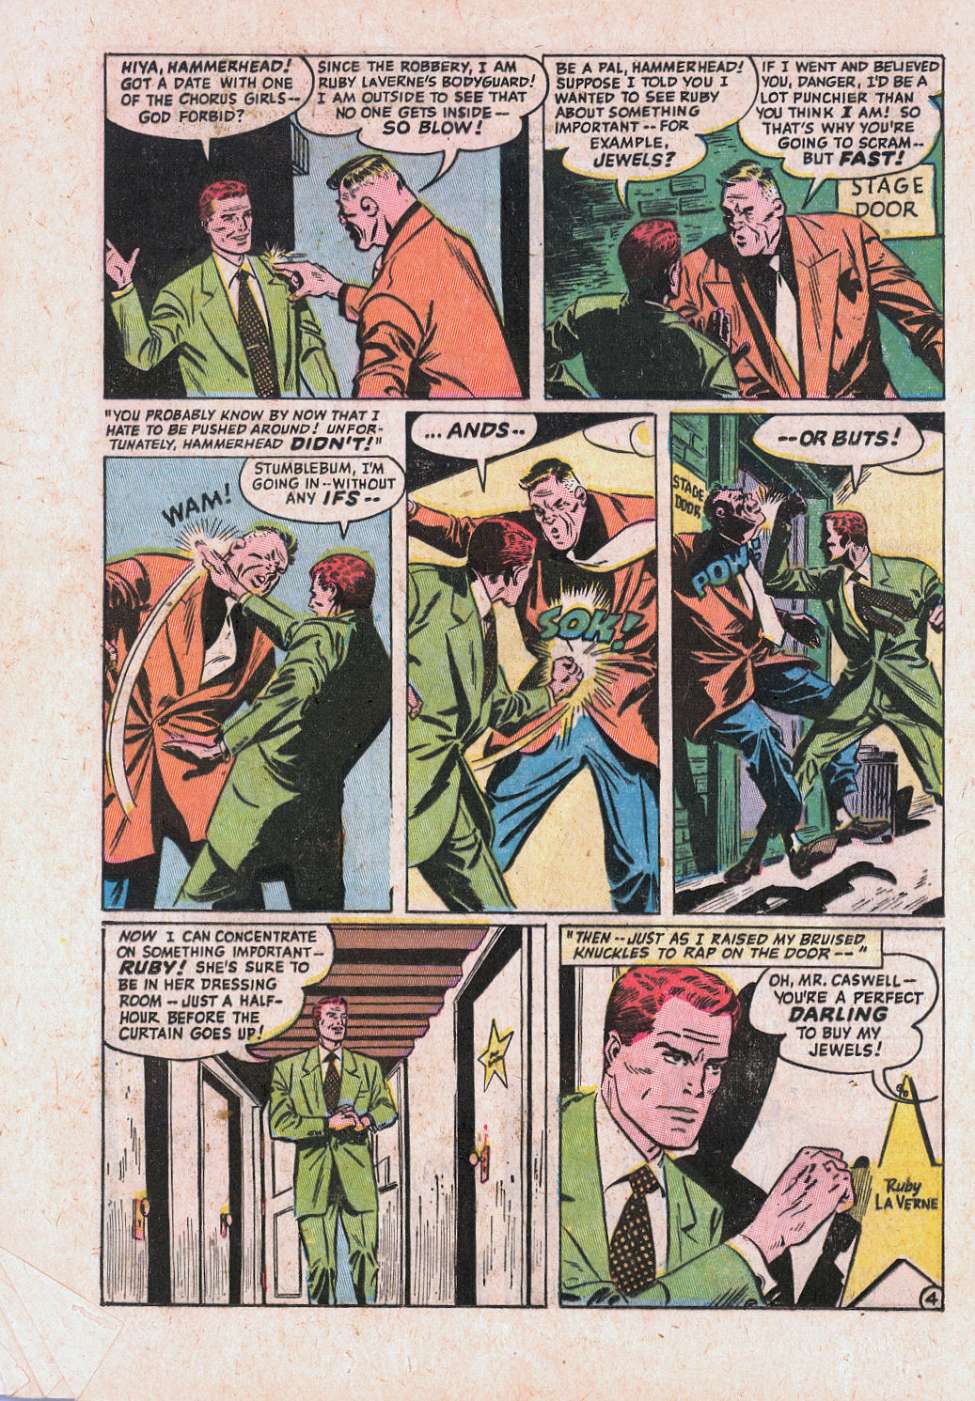 HIYA, HAMMERHEAD!
GOT A DATE WITH ONE
OF THE CHORUS GIRLS--
GOD FORBID?
SINCE THE ROBBERY, I AM
RUBY LaVERNE'S BODYGUARD!
I AM OUTSIDE TO SEE THAT
NO ONE GETS INSIDE--
SO BLOW!
BE A PAL, HAMMERHEAD!
SUPPOSE I TOLD YOU I
WANTED TO SEE RUBY
ABOUT SOMETHING
IMPORTANT -- FOR
EXAMPLE,
JEWELS?
IF I WENT AND BELIEVED
YOU, DANGER, I'D BE A
LOT PUNCHIER THAN
YOU THINK I AM! SO
THAT'S WHY YOU'RE
GOING TO SCRAM--
BUT FAST!
STAGE
DOOR
"YOU PROBABLY KNOW BY NOW THAT I
HATE TO BE PUSHED AROUND! UNFOR-
TUNATELY, HAMMERHEAD DIDN'T!"
STUMBLEBUM, I'M
GOING IN--WITHOUT
ANY IFS--
WAM!
...ANDS--
SOK!
--OR BUTS!
STAGE
DOOR
POW!
NOW I CAN CONCENTRATE
ON SOMETHING IMPORTANT--
RUBY! SHE'S SURE TO
BE IN HER DRESSING
ROOM -- JUST A HALF-
HOUR BEFORE THE
CURTAIN GOES UP!
"THEN -- JUST AS I RAISED MY BRUISED
KNUCKLES TO RAP ON THE DOOR -- "
OH, MR. CASWELL--
YOU'RE A PERFECT
DARLING
TO BUY MY
JEWELS!
Ruby
LA VERNE
4